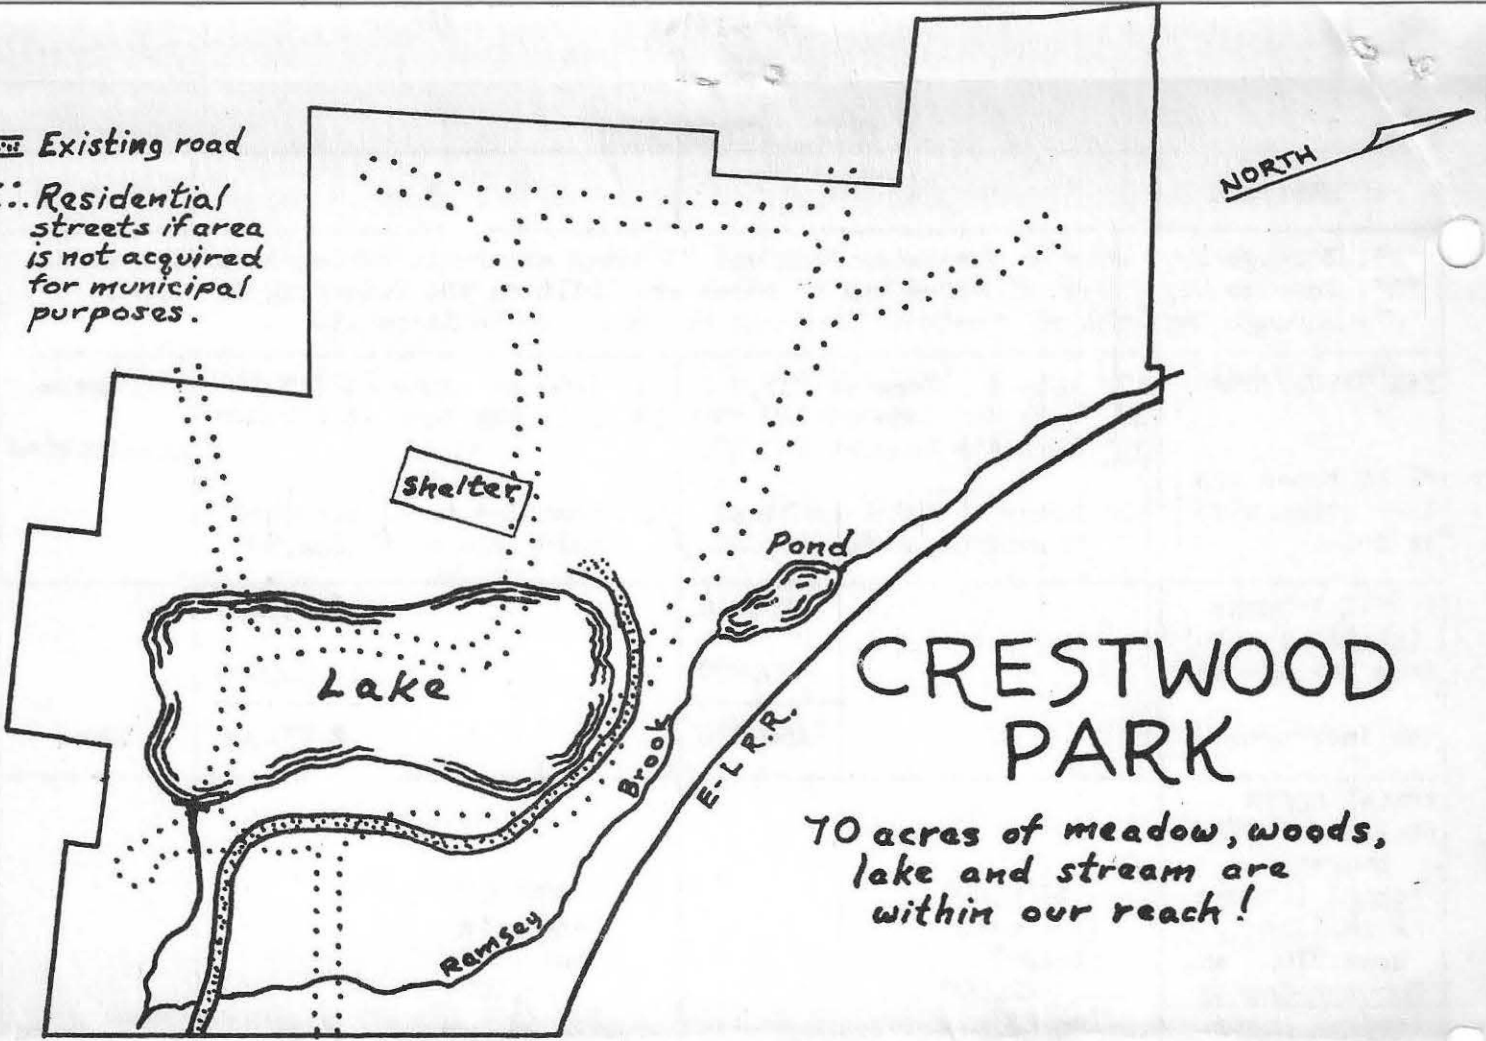 Existing road
Residential
streets if area
is not acquired
for municipal
purposes.
NORTH
Shelter
Pond
Lake
Brook
E-L R.R.
Ramsey
CRESTWOOD
PARK
70 acres of meadow, woods,
lake and stream are
within our reach!